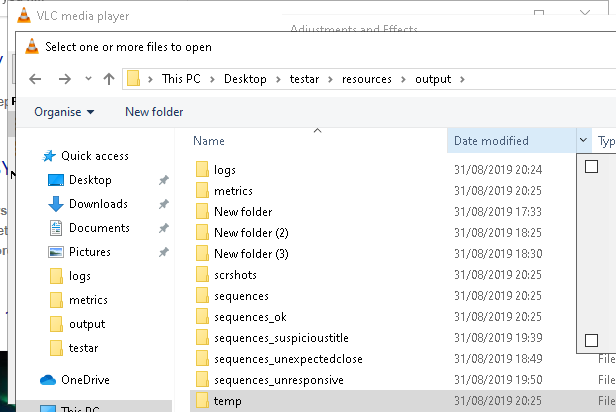 VLC media player
Adjustments and Effects
Select one or more files to open
This PC > Desktop > testar > resources > output >
Organise New folder
Name Date modified Typ
Quick access
Desktop
Downloads
Documents
Pictures
logs
metrics
output
testar
OneDrive
This PC
logs 31/08/2019 20:24
metrics 31/08/2019 20:25
New folder 31/08/2019 17:33
New folder (2) 31/08/2019 18:25
New folder (3) 31/08/2019 18:30
scrshots 31/08/2019 20:25
sequences 31/08/2019 20:25
sequences_ok 31/08/2019 20:25
sequences_suspicioustitle 31/08/2019 19:39
sequences_unexpectedclose 31/08/2019 18:49 File
sequences_unresponsive 31/08/2019 19:50 File
temp 31/08/2019 20:25 File